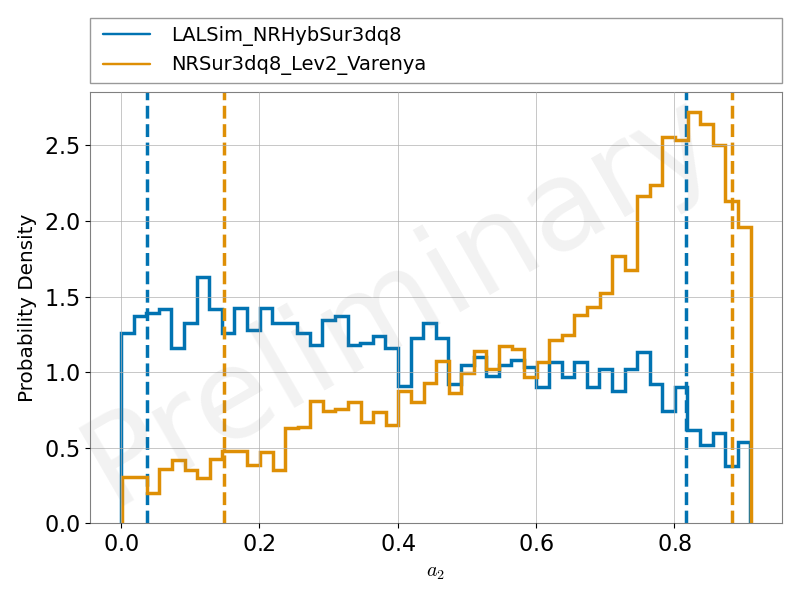 LALSim_NRHybSur3dq8
NRSur3dq8_Lev2_Varenya
Preliminary
Probability Density
2.5
2.0
1.5
1.0
0.5
0.0
0.0 0.2 0.4 0.6 0.8
a₂